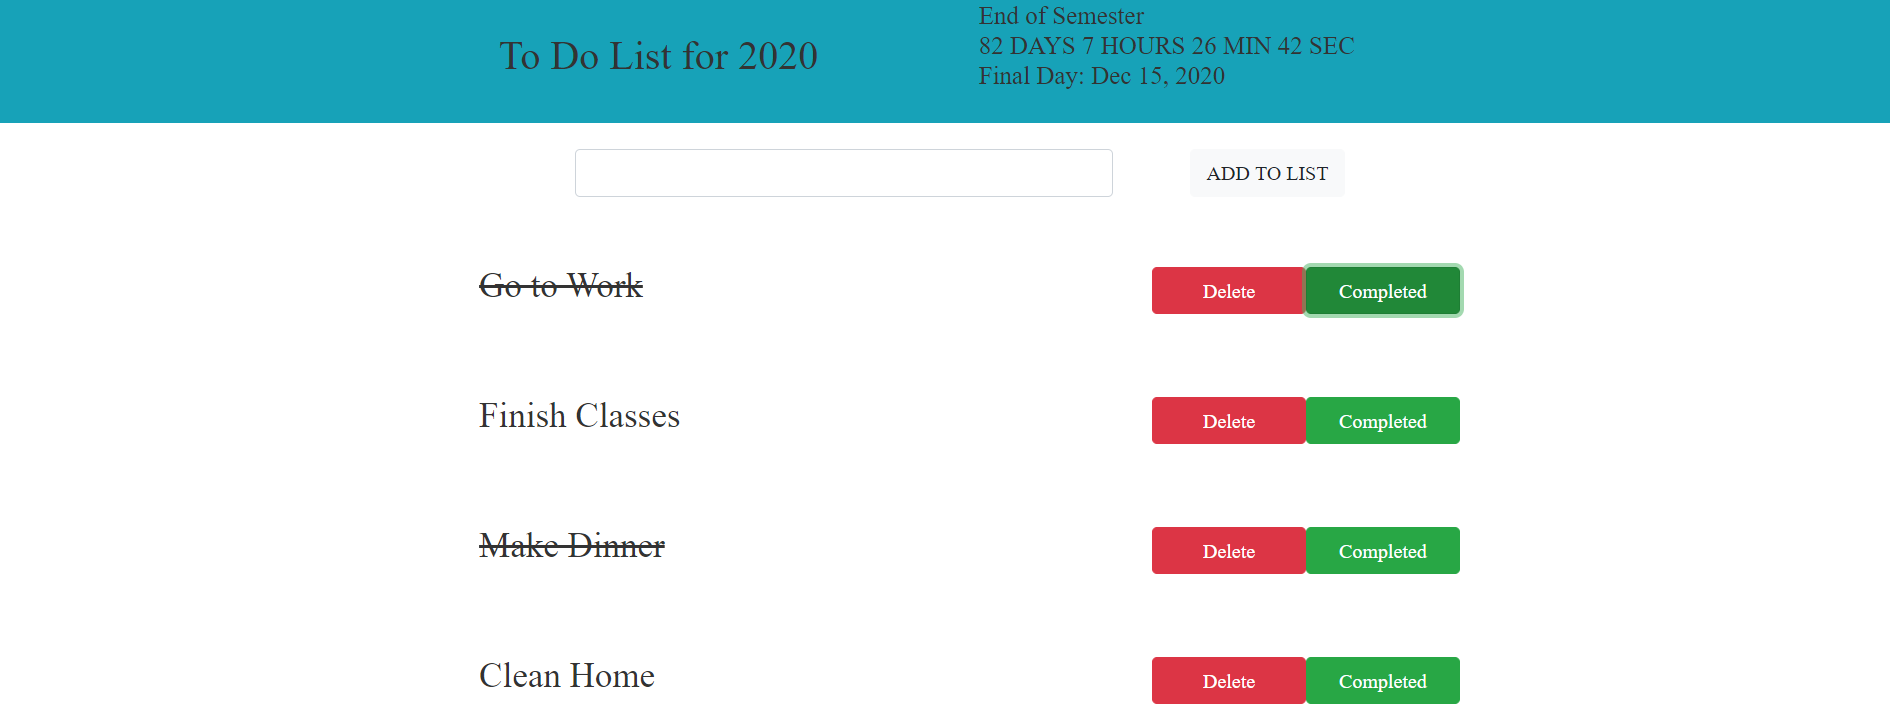 To Do List for 2020
End of Semester
82 DAYS 7 HOURS 26 MIN 42 SEC
Final Day: Dec 15, 2020
ADD TO LIST
Go to Work
Delete Completed
Finish Classes
Delete Completed
Make Dinner
Delete Completed
Clean Home
Delete Completed